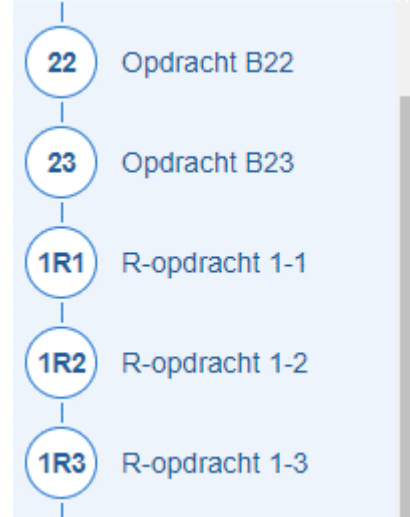 22 Opdracht B22
23 Opdracht B23
1R1 R-opdracht 1-1
1R2 R-opdracht 1-2
1R3 R-opdracht 1-3